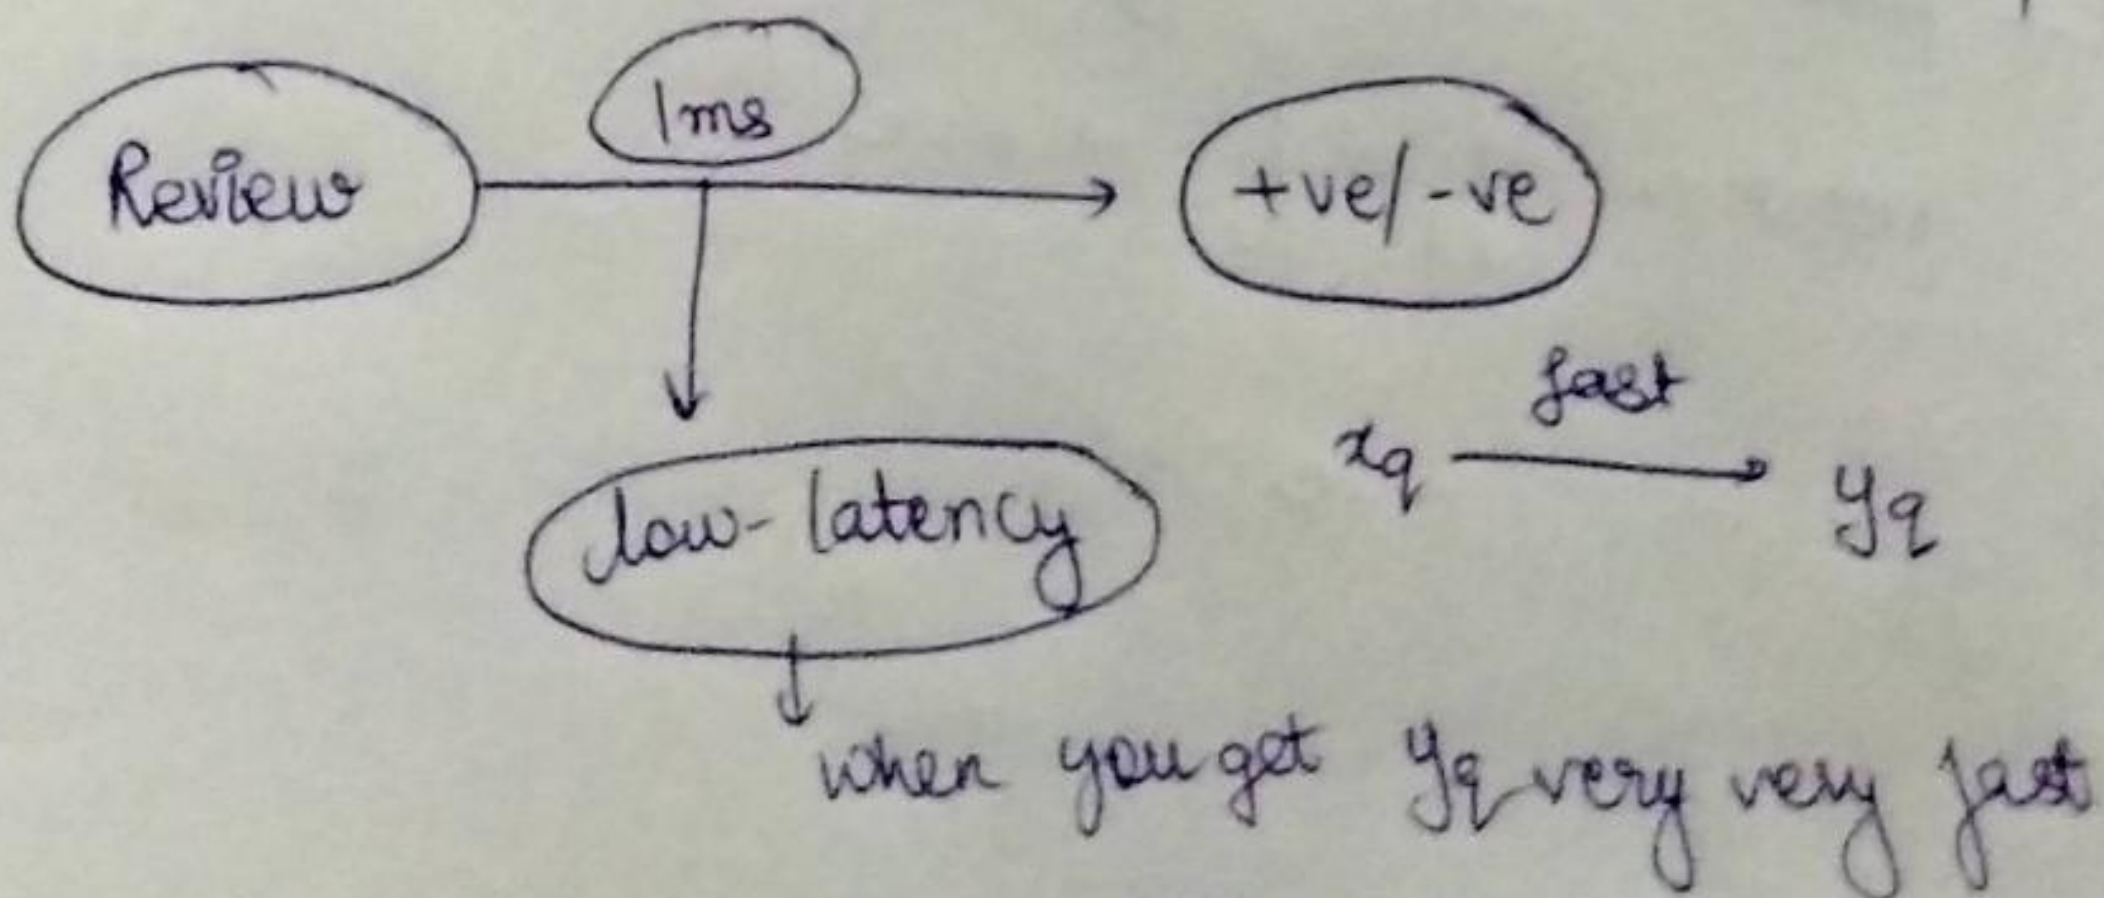 1ms
Review
+ve/-ve
fast
xq
yq
low-latency
when you get yq very very fast